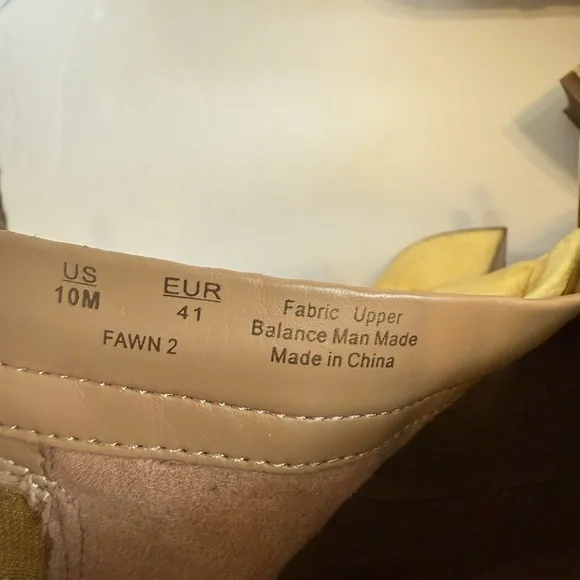 US
10M
EUR
41
FAWN 2
Fabric Upper
Balance Man Made
Made in China